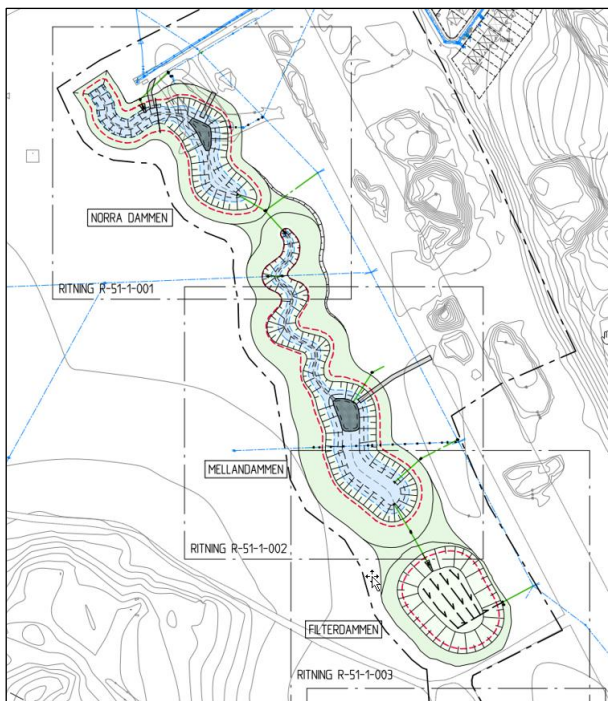 NORRA DAMMEN
RITNING R-51-1-001
MELLANDAMMEN
RITNING R-51-1-002
FILTERDAMMEN
RITNING R-51-1-003